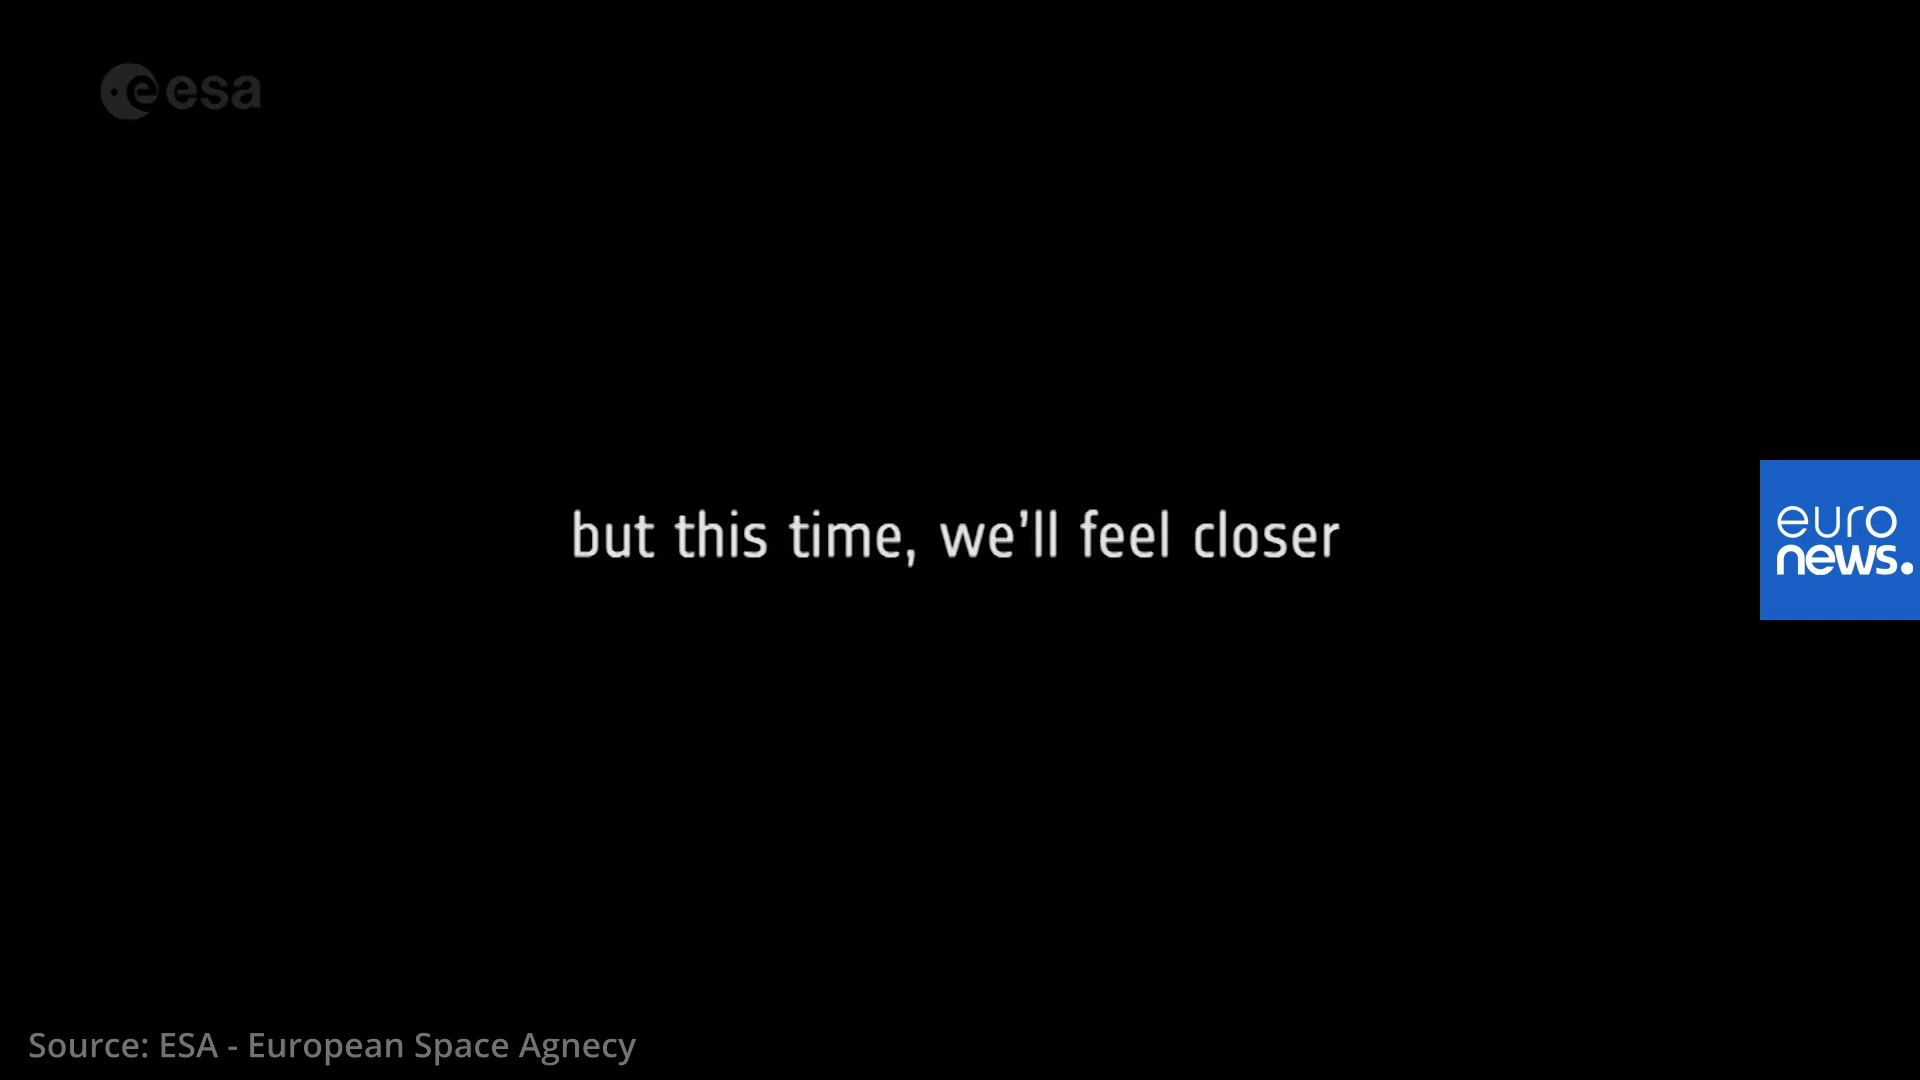 esa
but this time, we’ll feel closer
euro
news.
Source: ESA - European Space Agnecy